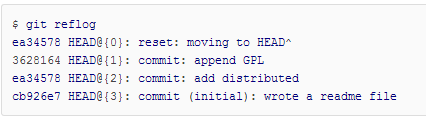 $ git reflog
ea34578 HEAD@{0}: reset: moving to HEAD^
3628164 HEAD@{1}: commit: append GPL
ea34578 HEAD@{2}: commit: add distributed
cb926e7 HEAD@{3}: commit (initial): wrote a readme file